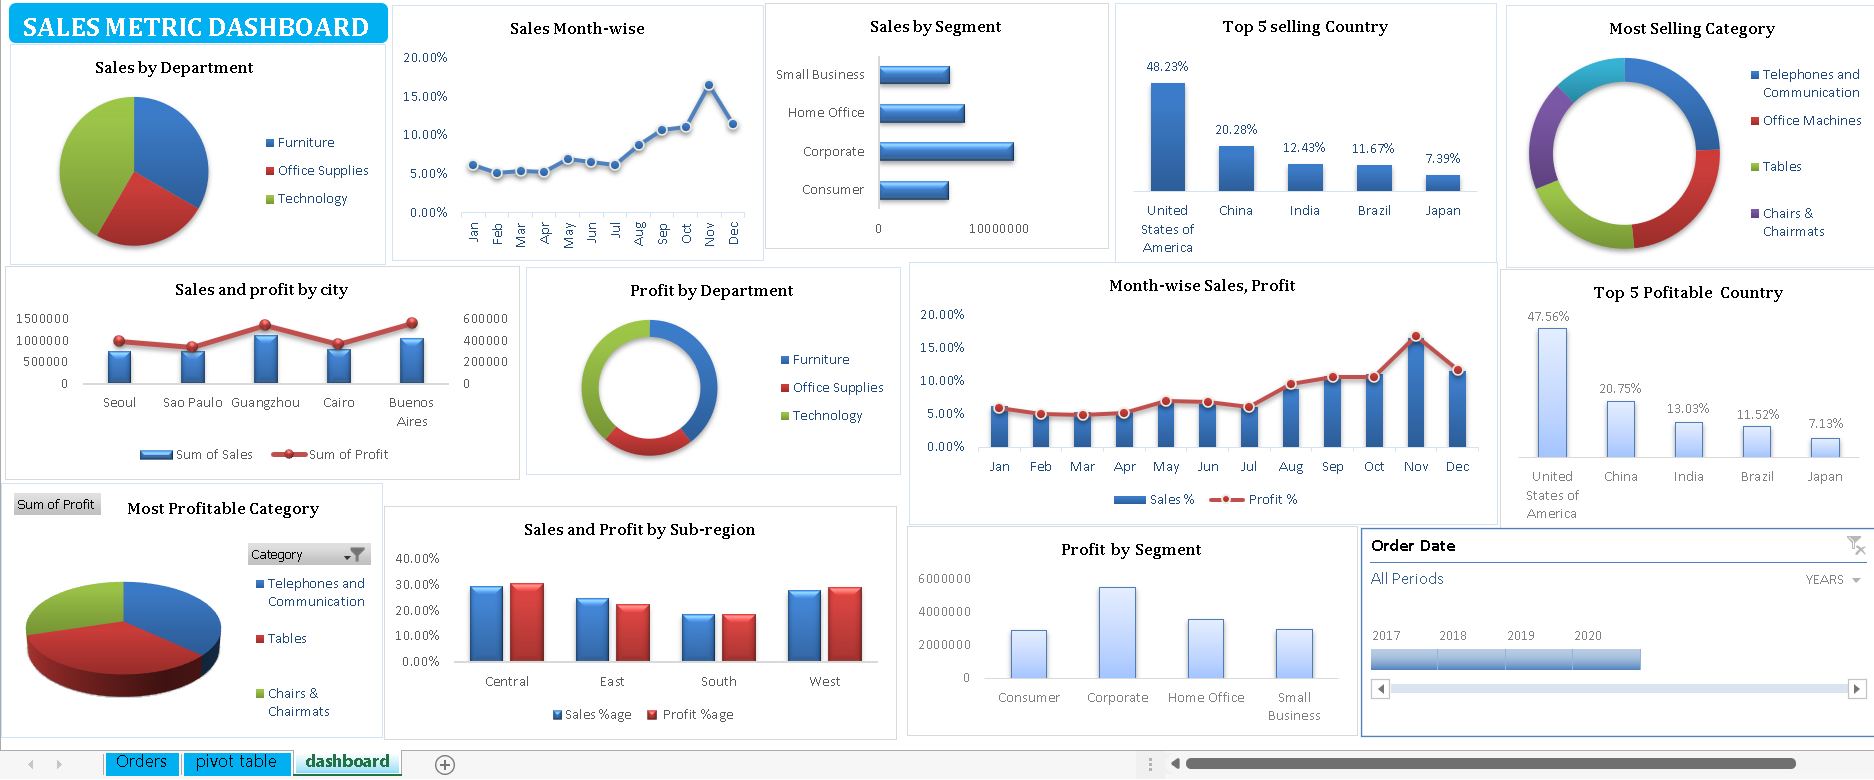 SALES METRIC DASHBOARD
Sales by Department
Furniture
Office Supplies
Technology
Sales Month-wise
20.00%
15.00%
10.00%
5.00%
0.00%
Jan
Feb
Mar
Apr
May
Jun
Jul
Aug
Sep
Oct
Nov
Dec
Sales by Segment
Small Business
Home Office
Corporate
Consumer
0
10000000
Top 5 selling Country
48.23%
20.28%
12.43%
11.67%
7.39%
United
States of
America
China
India
Brazil
Japan
Most Selling Category
Telephones and
Communication
Office Machines
Tables
Chairs &
Chairmats
Sales and profit by city
1500000
1000000
500000
0
600000
400000
200000
0
Seoul
Sao Paulo
Guangzhou
Cairo
Buenos
Aires
Sum of Sales
Sum of Profit
Profit by Department
Furniture
Office Supplies
Technology
Month-wise Sales, Profit
20.00%
15.00%
10.00%
5.00%
0.00%
Jan
Feb
Mar
Apr
May
Jun
Jul
Aug
Sep
Oct
Nov
Dec
Sales %
Profit %
Top 5 Pofitable  Country
47.56%
20.75%
13.03%
11.52%
7.13%
United
States of
America
China
India
Brazil
Japan
Sum of Profit
Most Profitable Category
Category
Telephones and
Communication
Tables
Chairs &
Chairmats
Sales and Profit by Sub-region
40.00%
30.00%
20.00%
10.00%
0.00%
Central
East
South
West
Sales %age
Profit %age
Profit by Segment
6000000
4000000
2000000
0
Consumer
Corporate
Home Office
Small
Business
Order Date
All Periods
YEARS
2017
2018
2019
2020
Orders
pivot table
dashboard